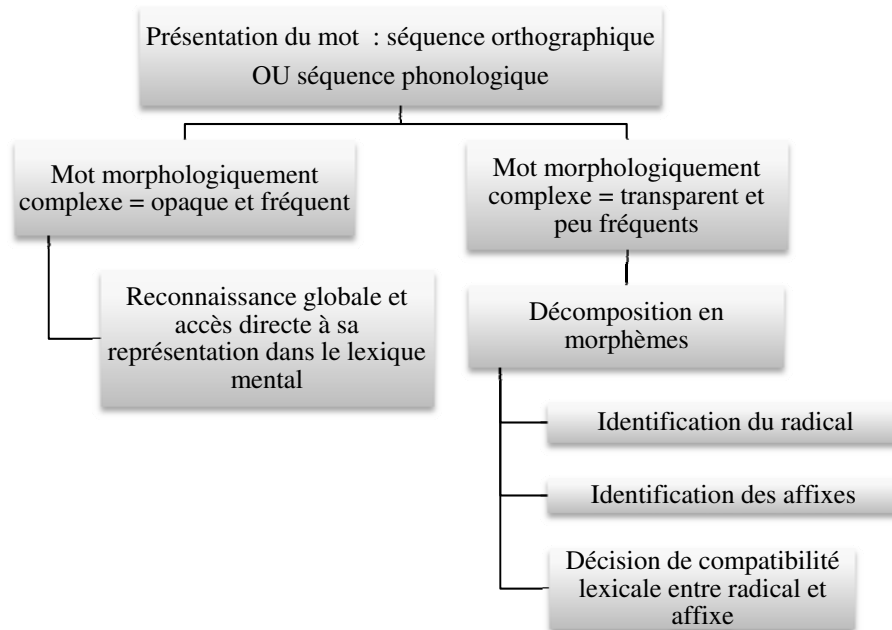 Présentation du mot : séquence orthographique
OU séquence phonologique
Mot morphologiquement
complexe = opaque et fréquent
Reconnaissance globale et
accès directe à sa
représentation dans le lexique
mental
Mot morphologiquement
complexe = transparent et
peu fréquents
Décomposition en
morphèmes
Identification du radical
Identification des affixes
Décision de compatibilité
lexicale entre radical et
affixe